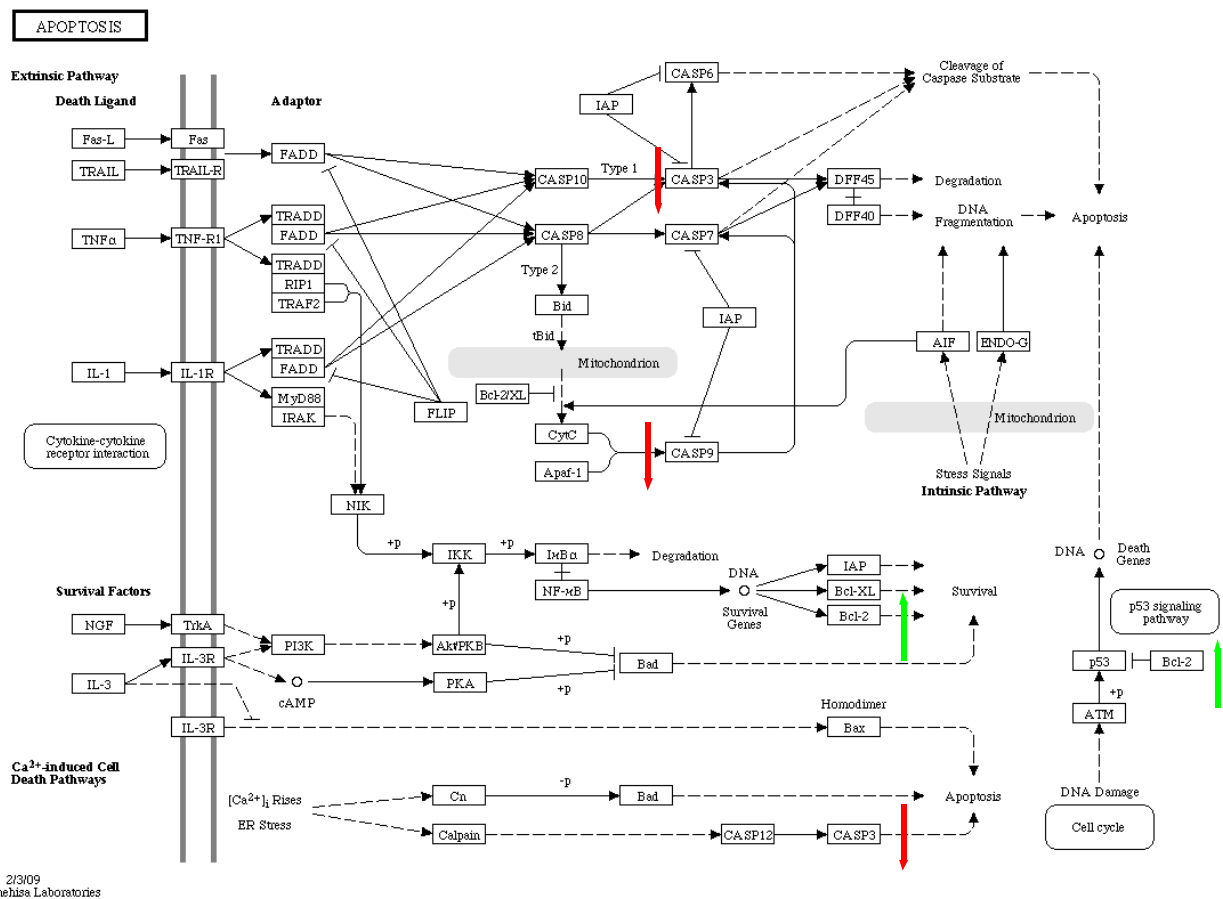 APOPTOSIS
Extrinsic Pathway
Death Ligand
Adaptor
Fas-L
Fas
TRAIL
TRAIL-R
FADD
CASP10
Type 1
IAP
CASP6
CASP3
Cleavage of
Caspase Substrate
DFF45
Degradation
DFF40
DNA
Fragmentation
Apoptosis
TNFα
TNF-R1
TRADD
FADD
TRADD
RIP1
TRAF2
CASP8
CASP7
Type 2
Bid
tBid
IAP
Mitochondrion
AIF
ENDO-G
IL-1
IL-1R
TRADD
FADD
MyD88
IRAK
FLIP
Bcl-2/XL
CytC
Apaf-1
CASP9
Mitochondrion
Stress Signals
Intrinsic Pathway
Cytokine-cytokine
receptor interaction
NIK
+p
IKK
+p
IκBα
Degradation
NF-κB
DNA
Survival
Genes
IAP
Bcl-XL
Bcl-2
Survival
DNA
Death
Genes
p53 signaling
pathway
Survival Factors
NGF
TrkA
IL-3R
IL-3
PI3K
+p
Akt/PKB
+p
cAMP
PKA
+p
Bad
p53
Bcl-2
+p
ATM
DNA Damage
Cell cycle
IL-3R
Homodimer
Bax
Ca²⁺-induced Cell
Death Pathways
[Ca²⁺]i Rises
ER Stress
Cn
-p
Bad
Apoptosis
Calpain
CASP12
CASP3
2/3/09
nehisa Laboratories